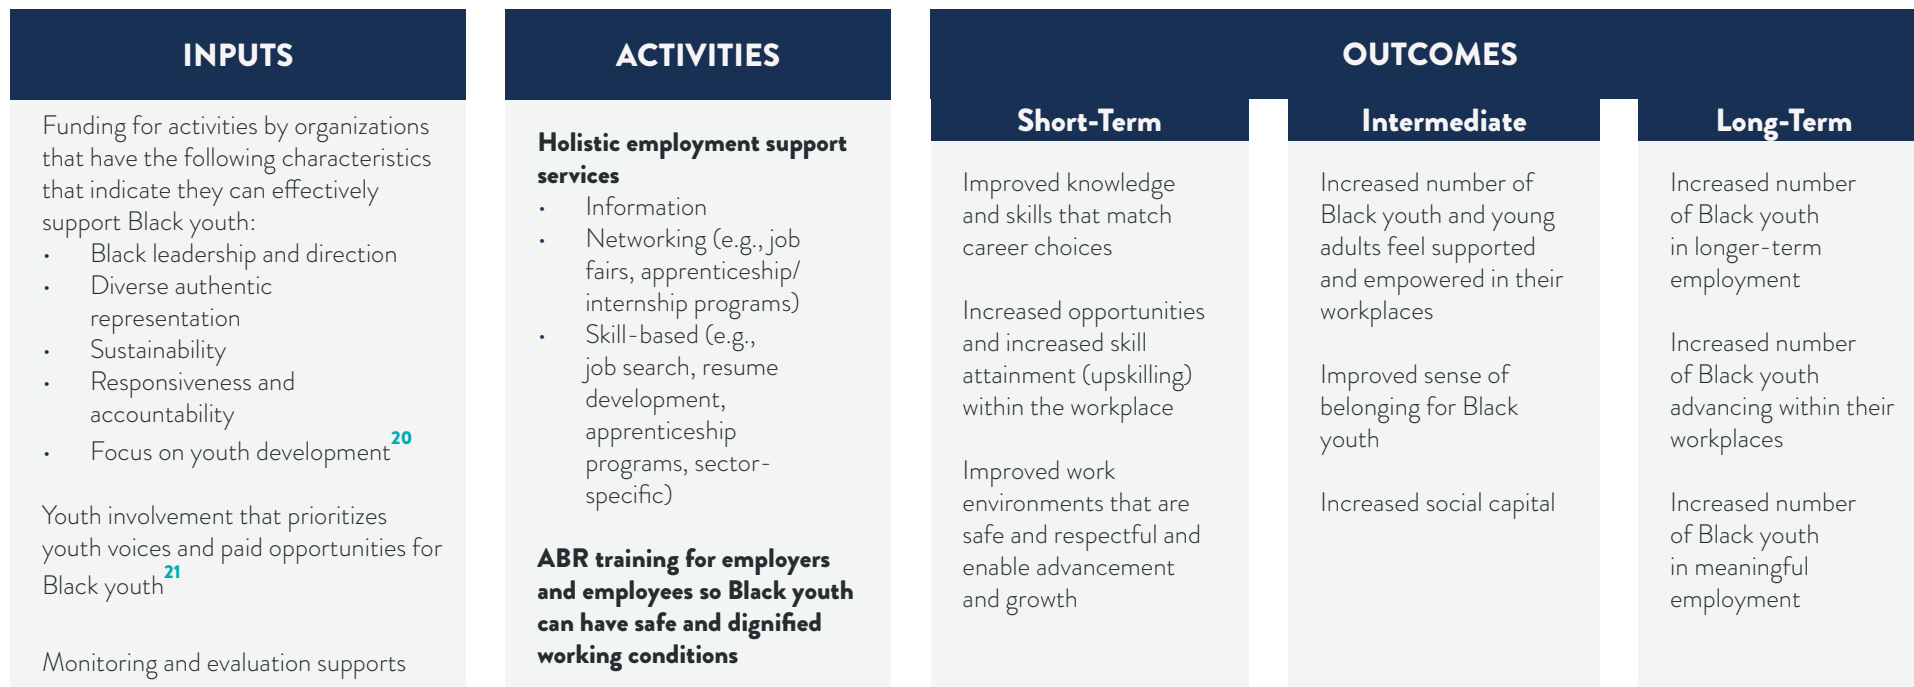 INPUTS
Funding for activities by organizations
that have the following characteristics
that indicate they can effectively
support Black youth:
• Black leadership and direction
• Diverse authentic
representation
• Sustainability
• Responsiveness and
accountability
• Focus on youth development20
Youth involvement that prioritizes
youth voices and paid opportunities for
Black youth21
Monitoring and evaluation supports
ACTIVITIES
Holistic employment support
services
• Information
• Networking (e.g., job
fairs, apprenticeship/
internship programs)
• Skill-based (e.g.,
job search, resume
development,
apprenticeship
programs, sector-
specific)
ABR training for employers
and employees so Black youth
can have safe and dignified
working conditions
OUTCOMES
Short-Term
Improved knowledge
and skills that match
career choices
Increased opportunities
and increased skill
attainment (upskilling)
within the workplace
Improved work
environments that are
safe and respectful and
enable advancement
and growth
Intermediate
Increased number of
Black youth and young
adults feel supported
and empowered in their
workplaces
Improved sense of
belonging for Black
youth
Increased social capital
Long-Term
Increased number
of Black youth
in longer-term
employment
Increased number
of Black youth
advancing within their
workplaces
Increased number
of Black youth
in meaningful
employment